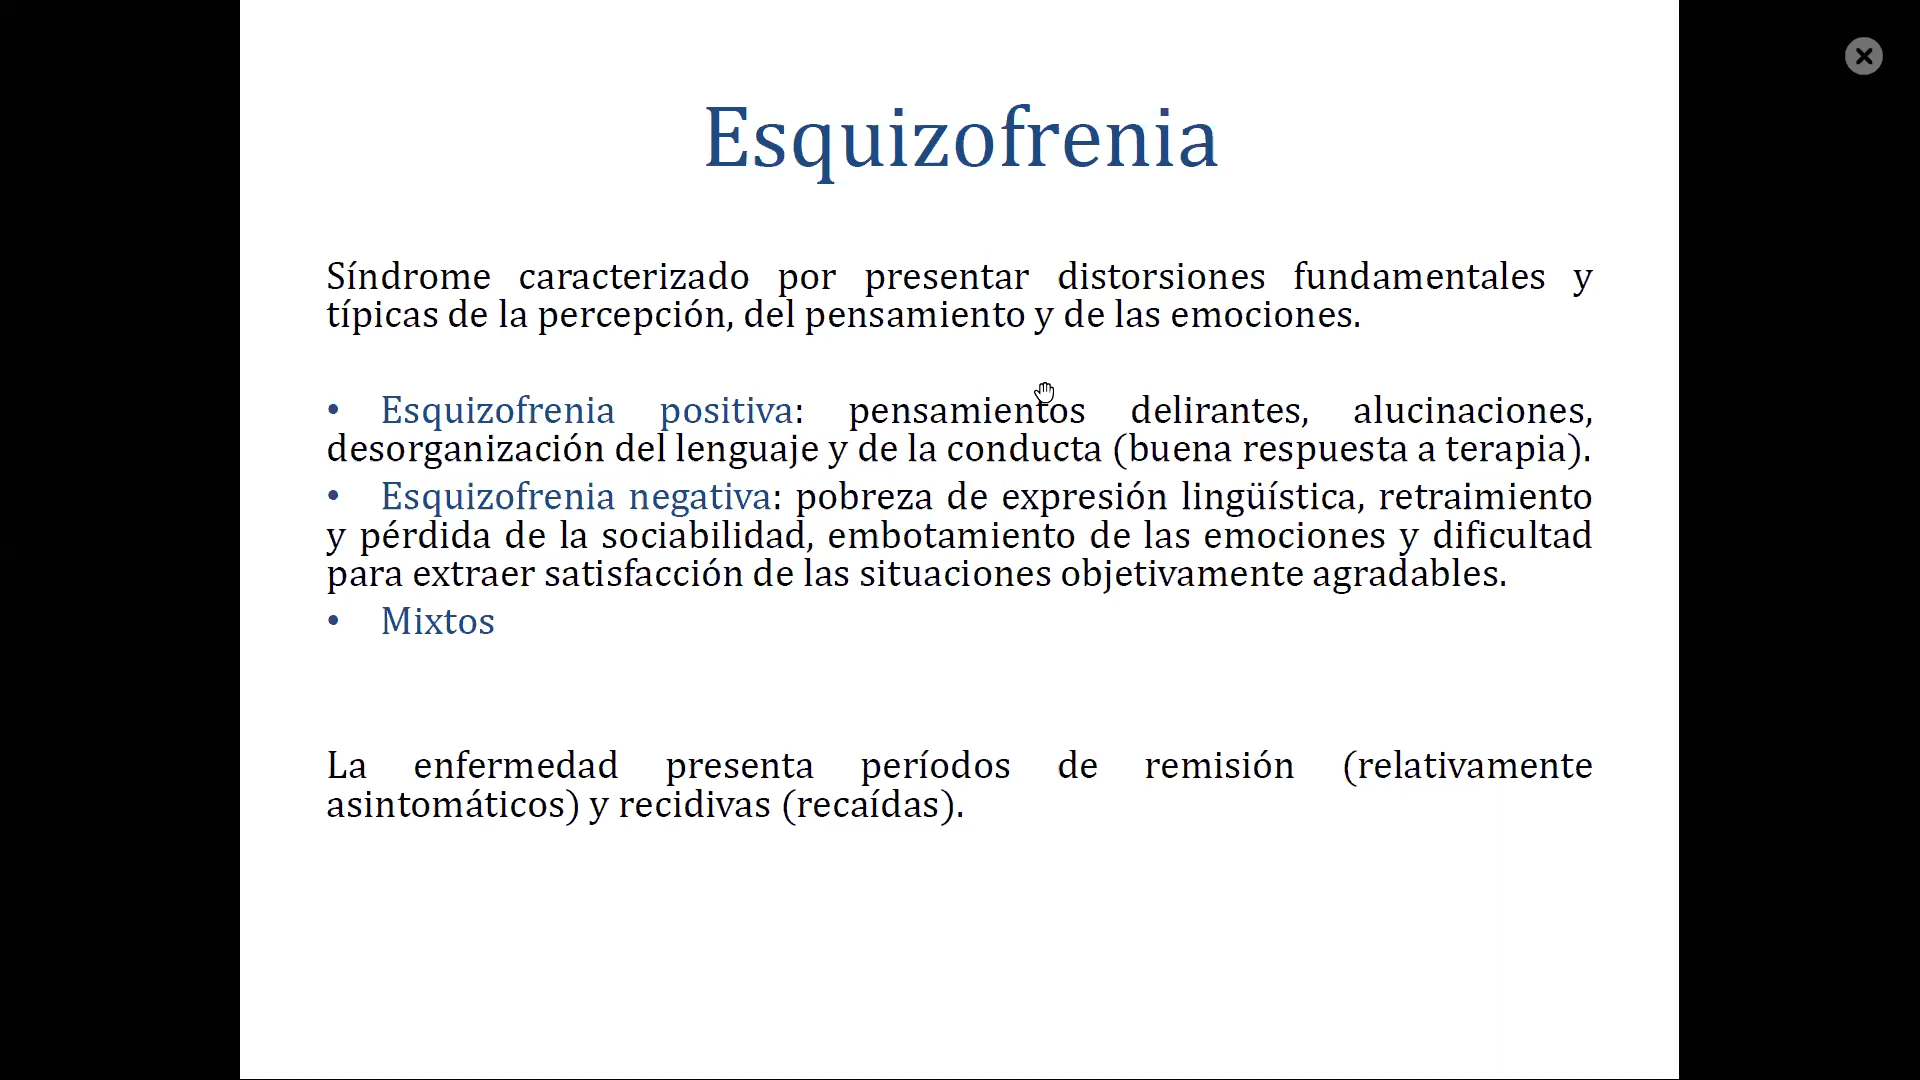 Esquizofrenia
Síndrome caracterizado por presentar distorsiones fundamentales y
típicas de la percepción, del pensamiento y de las emociones.
• Esquizofrenia positiva: pensamientos delirantes, alucinaciones,
desorganización del lenguaje y de la conducta (buena respuesta a terapia).
• Esquizofrenia negativa: pobreza de expresión lingüística, retraimiento
y pérdida de la sociabilidad, embotamiento de las emociones y dificultad
para extraer satisfacción de las situaciones objetivamente agradables.
• Mixtos
La enfermedad presenta períodos de remisión (relativamente
asintomáticos) y recidivas (recaídas).